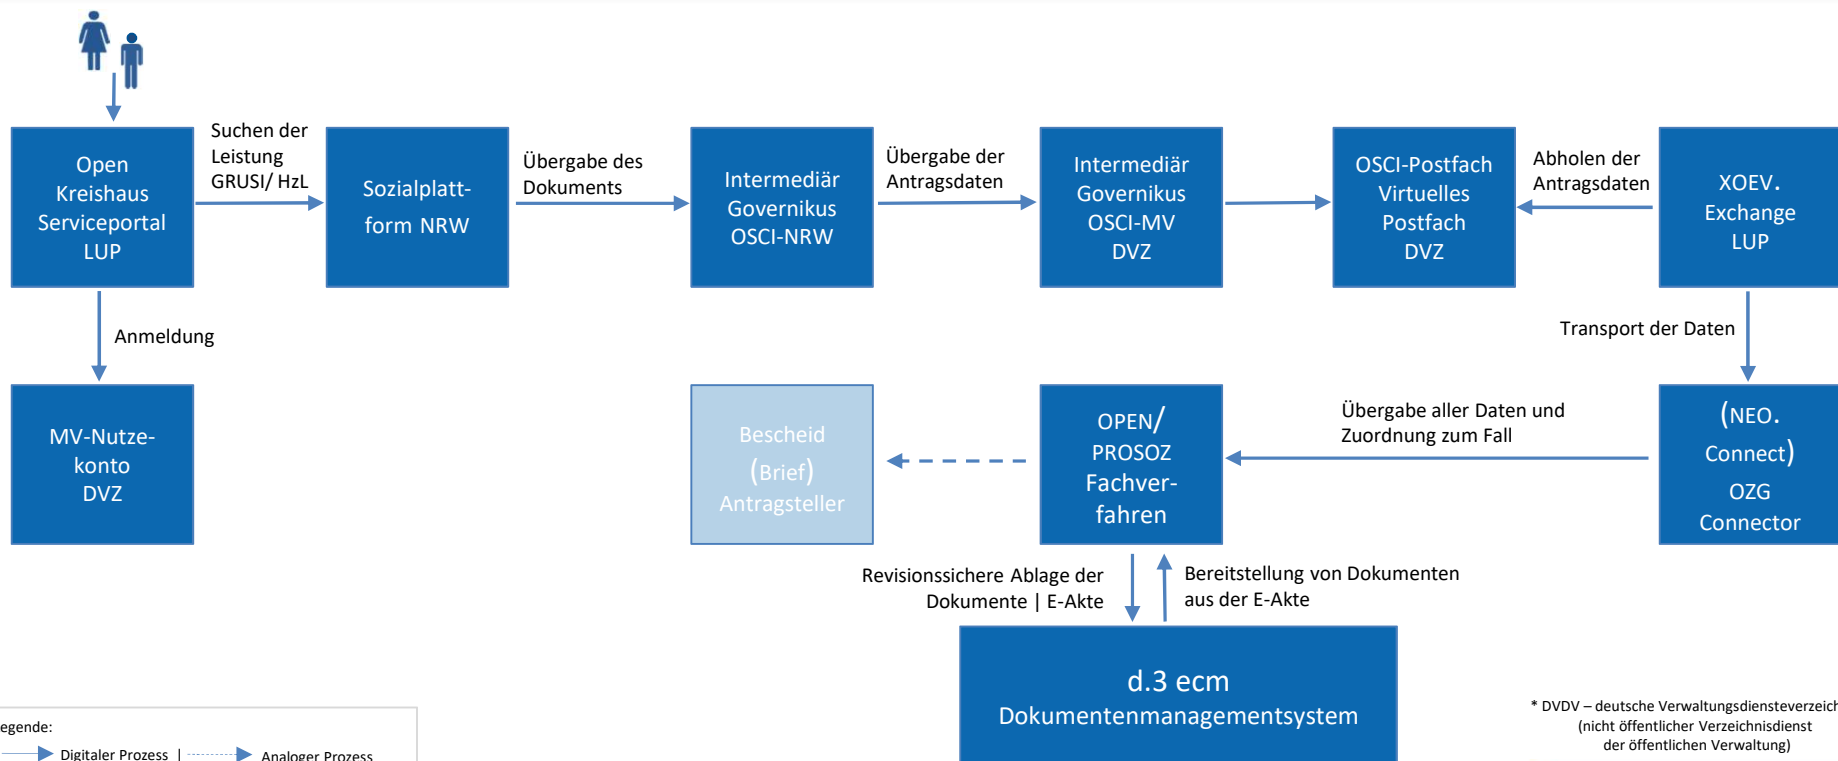 Open
Kreishaus
Serviceportal
LUP
Suchen der
Leistung
GRUSI/ HzL
Sozialplatt-
form NRW
Übergabe des
Dokuments
Intermediär
Governikus
OSCI-NRW
Übergabe der
Antragsdaten
Intermediär
Governikus
OSCI-MV
DVZ
OSCI-Postfach
Virtuelles
Postfach
DVZ
Abholen der
Antragsdaten
XOEV.
Exchange
LUP
Anmeldung
Transport der Daten
MV-Nutze-
konto
DVZ
Bescheid
(Brief)
Antragsteller
OPEN/
PROSOZ
Fachver-
fahren
Übergabe aller Daten und
Zuordnung zum Fall
(NEO.
Connect)
OZG
Connector
Revisionssichere Ablage der
Dokumente | E-Akte
Bereitstellung von Dokumenten
aus der E-Akte
d.3 ecm
Dokumentenmanagementsystem
egende:
Digitaler Prozess | Analoger Prozess
* DVDV – deutsche Verwaltungsdiensteverzeich
(nicht öffentlicher Verzeichnisdienst
der öffentlichen Verwaltung)